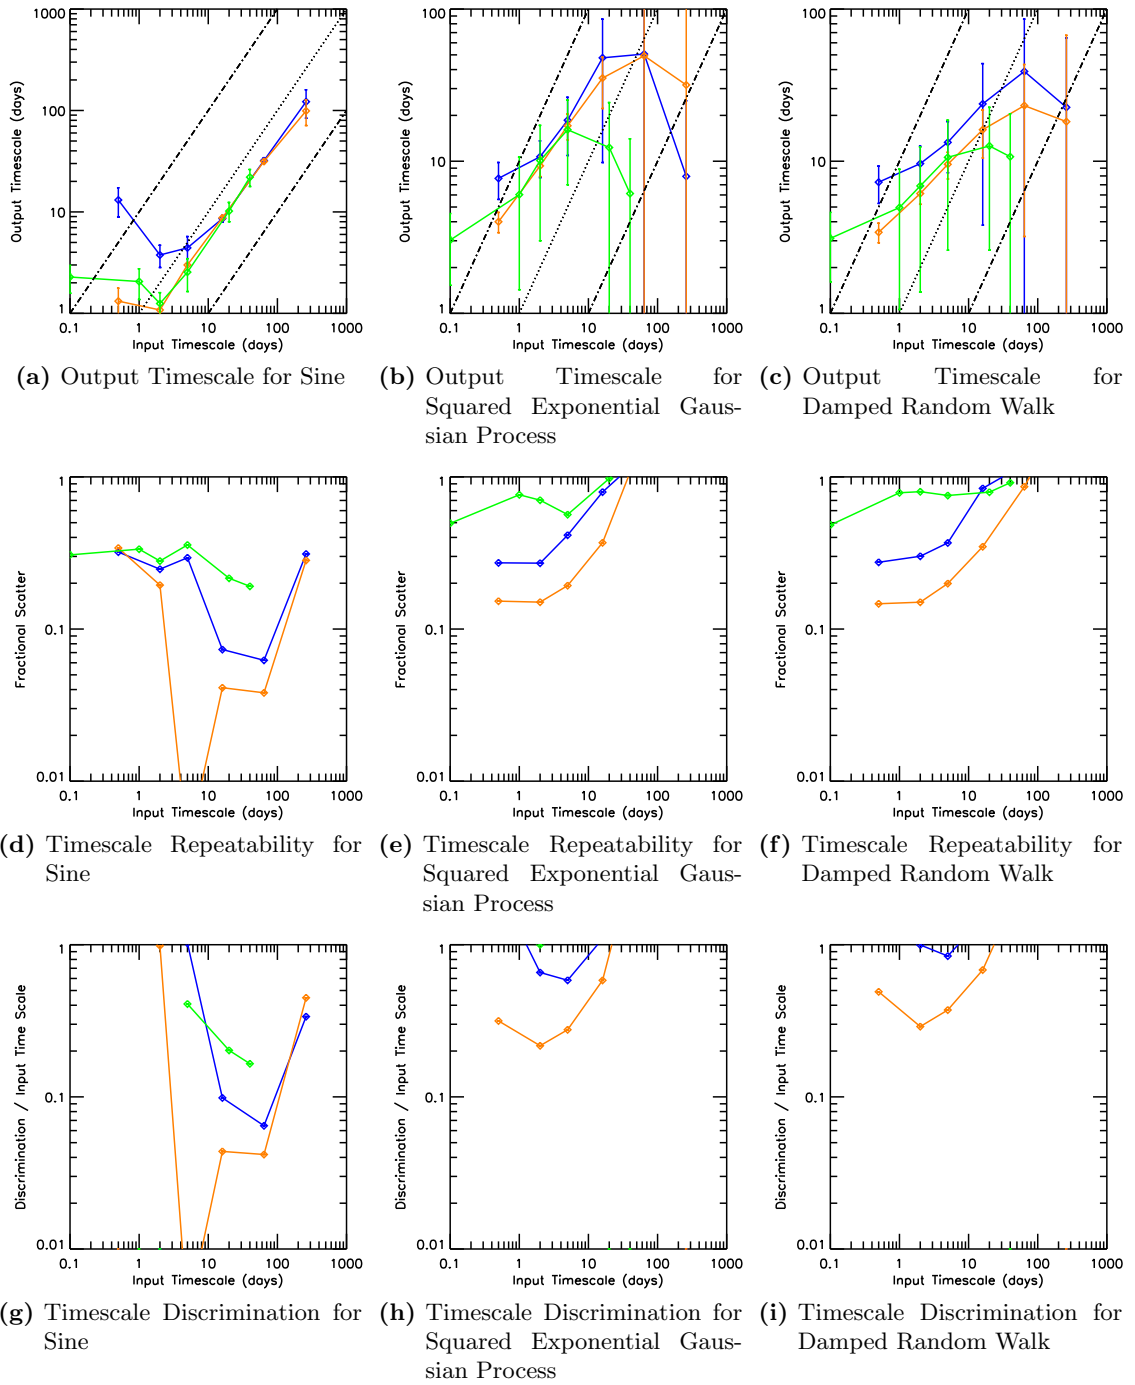 1000
100
10
1
Output Timescale (days)
0.1 1 10 100 1000
Input Timescale (days)
(a) Output Timescale for Sine
100
10
1
Output Timescale (days)
0.1 1 10 100 1000
Input Timescale (days)
(b) Output Timescale for
Squared Exponential Gaus-
sian Process
100
10
1
Output Timescale (days)
0.1 1 10 100 1000
Input Timescale (days)
(c) Output Timescale for
Damped Random Walk
1
0.1
0.01
Fractional Scatter
0.1 1 10 100 1000
Input Timescale (days)
(d) Timescale Repeatability for
Sine
1
0.1
0.01
Fractional Scatter
0.1 1 10 100 1000
Input Timescale (days)
(e) Timescale Repeatability for
Squared Exponential Gaus-
sian Process
1
0.1
0.01
Fractional Scatter
0.1 1 10 100 1000
Input Timescale (days)
(f) Timescale Repeatability for
Damped Random Walk
1
0.1
0.01
Discrimination / Input Time Scale
0.1 1 10 100 1000
Input Timescale (days)
(g) Timescale Discrimination for
Sine
1
0.1
0.01
Discrimination / Input Time Scale
0.1 1 10 100 1000
Input Timescale (days)
(h) Timescale Discrimination for
Squared Exponential Gaus-
sian Process
1
0.1
0.01
Discrimination / Input Time Scale
0.1 1 10 100 1000
Input Timescale (days)
(i) Timescale Discrimination for
Damped Random Walk